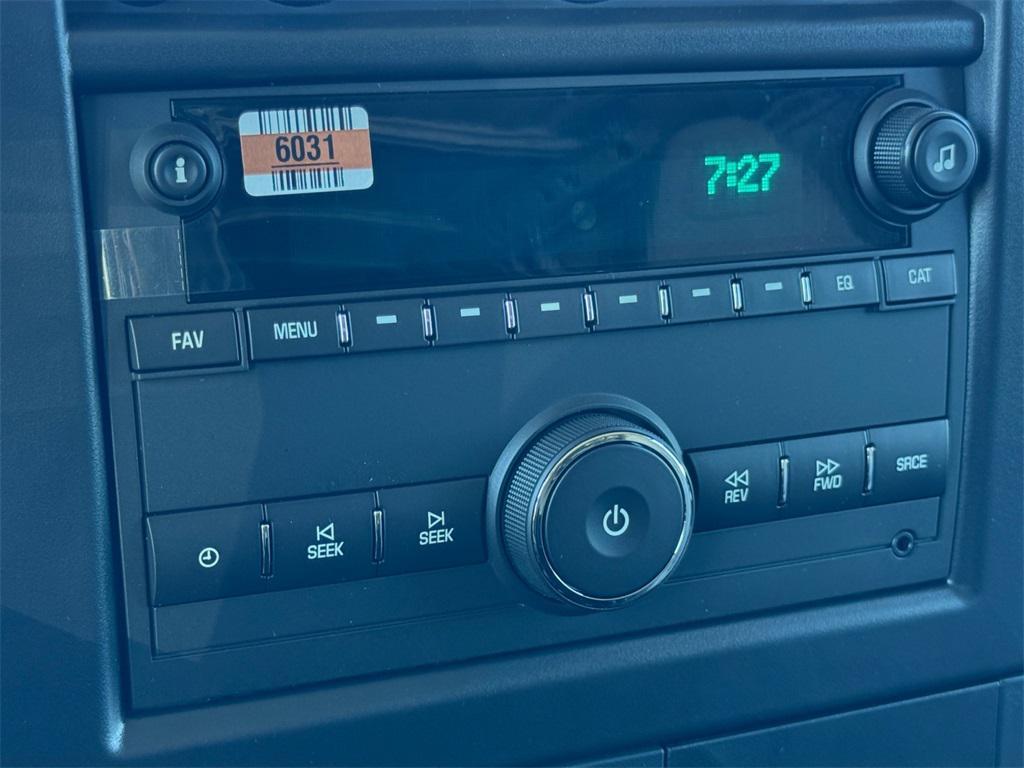 6031
7:27
FAV
MENU
EQ
CAT
SEEK
SEEK
REV
FWD
SRCE